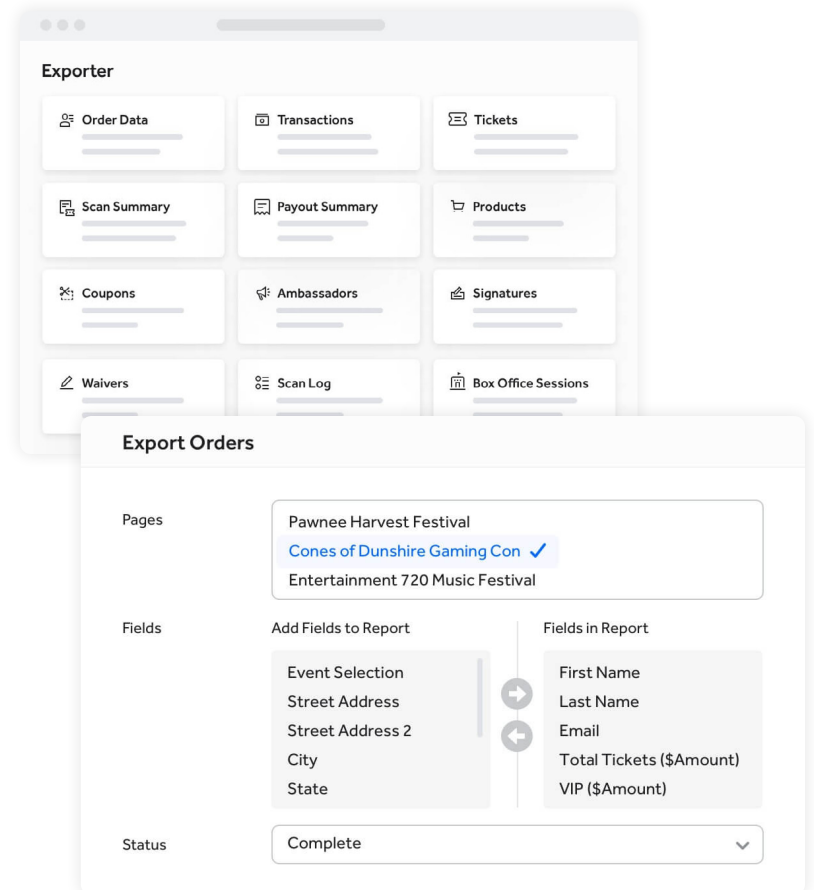 Exporter
Order Data
Transactions
Tickets
Scan Summary
Payout Summary
Products
Coupons
Ambassadors
Signatures
Waivers
Scan Log
Box Office Sessions
Export Orders
Pages
Pawnee Harvest Festival
Cones of Dunshire Gaming Con
Entertainment 720 Music Festival
Fields
Add Fields to Report
Event Selection
Street Address
Street Address 2
City
State
Fields in Report
First Name
Last Name
Email
Total Tickets ($Amount)
VIP ($Amount)
Status
Complete